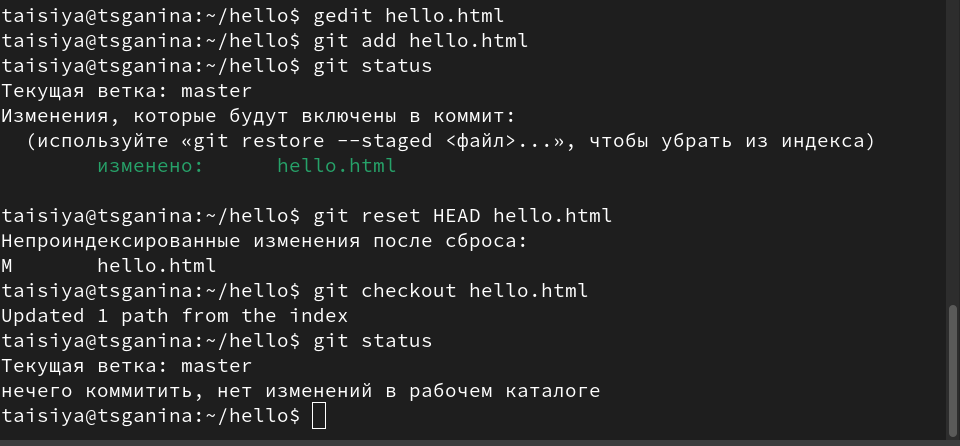 taisiya@tsganina:~/hello$ gedit hello.html
taisiya@tsganina:~/hello$ git add hello.html
taisiya@tsganina:~/hello$ git status
Текущая ветка: master
Изменения, которые будут включены в коммит:
  (используйте «git restore --staged <файл>...», чтобы убрать из индекса)
        изменено:      hello.html

taisiya@tsganina:~/hello$ git reset HEAD hello.html
Непроиндексированные изменения после сброса:
M       hello.html
taisiya@tsganina:~/hello$ git checkout hello.html
Updated 1 path from the index
taisiya@tsganina:~/hello$ git status
Текущая ветка: master
нечего коммитить, нет изменений в рабочем каталоге
taisiya@tsganina:~/hello$